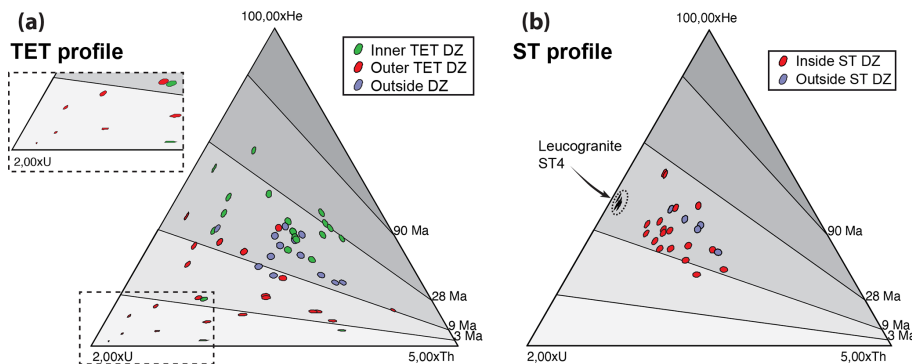 (a)
TET profile
100,00xHe
Inner TET DZ
Outer TET DZ
Outside DZ
2,00xU
90 Ma
28 Ma
9 Ma
3 Ma
2,00xU
5,00xTh
(b)
ST profile
100,00xHe
Inside ST DZ
Outside ST DZ
Leucogranite
ST4
90 Ma
28 Ma
9 Ma
3 Ma
2,00xU
5,00xTh